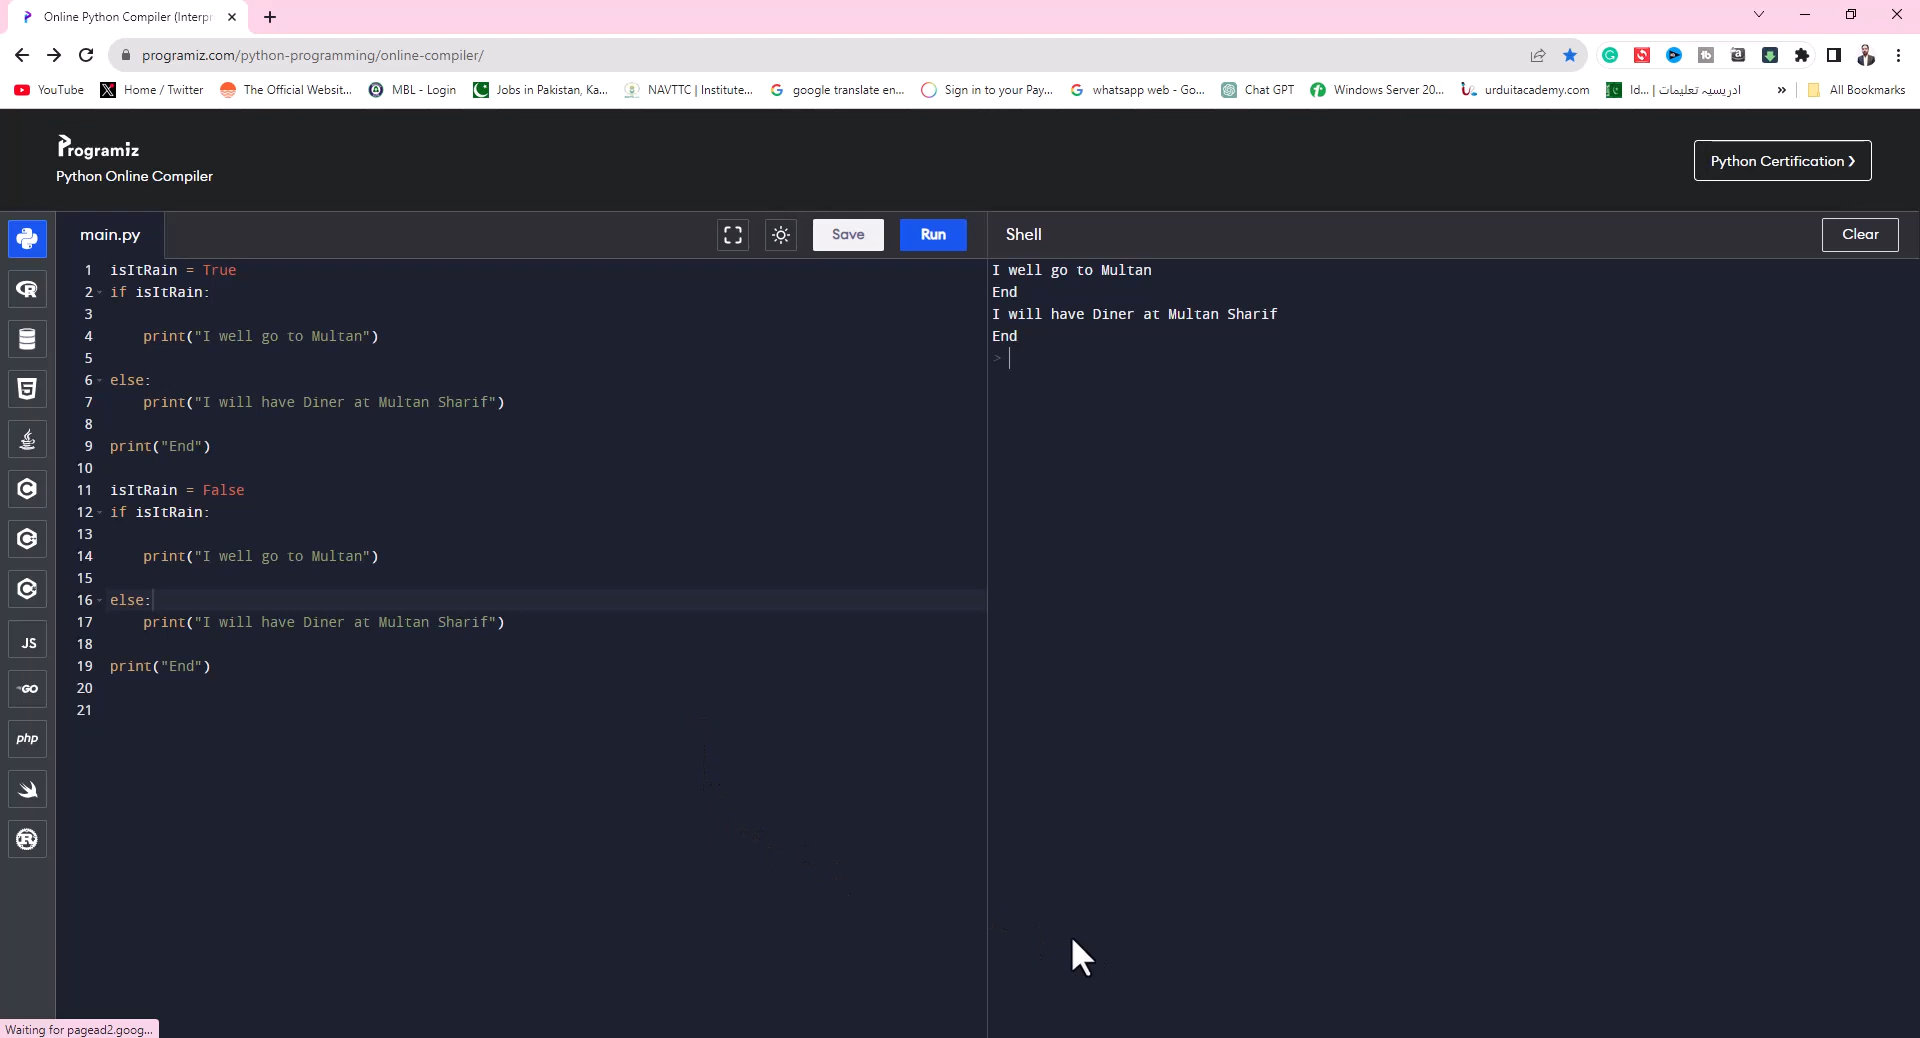 Online Python Compiler (Interpr
programiz.com/python-programming/online-compiler/
YouTube
Home / Twitter
The Official Websit...
MBL - Login
Jobs in Pakistan, Ka...
NAVTTC | Institute...
google translate en...
Sign in to your Pay...
whatsapp web - Go...
Chat GPT
Windows Server 20...
urduitacademy.com
Id... | ادریسیہ تعلیمات
»
All Bookmarks
Programiz
Python Online Compiler
Python Certification >
main.py
Save
Run
Shell
Clear
1 isItRain = True
2 if isItRain:
3
4     print("I well go to Multan")
5
6 else:
7     print("I will have Diner at Multan Sharif")
8
9 print("End")
10
11 isItRain = False
12 if isItRain:
13
14     print("I well go to Multan")
15
16 else:
17     print("I will have Diner at Multan Sharif")
18
19 print("End")
20
21
I well go to Multan
End
I will have Diner at Multan Sharif
End
>
JS
GO
php
Waiting for pagead2.goog...